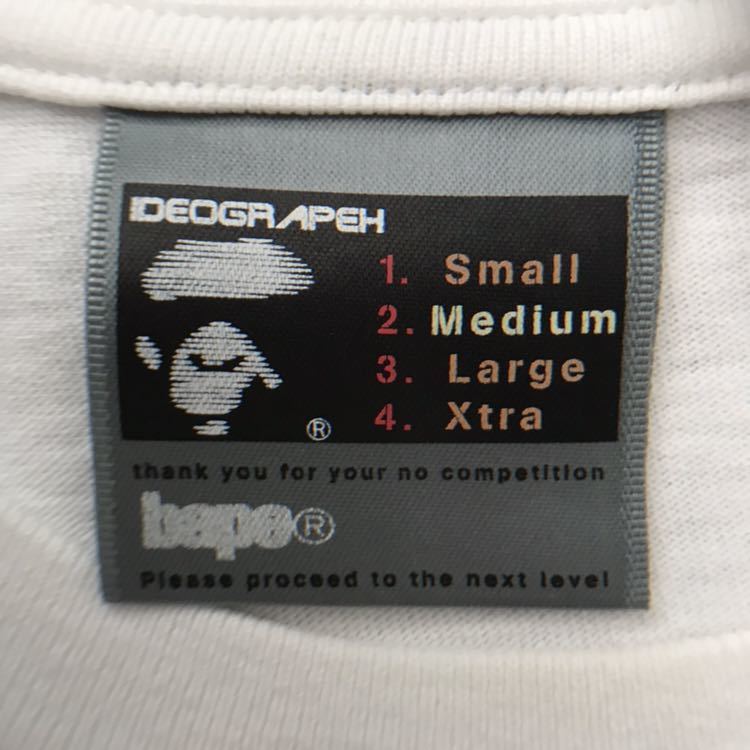 IDEOGRAPEH
1. Small
2. Medium
3. Large
4. Xtra
®
thank you for your no competition
bape®
Please proceed to the next level